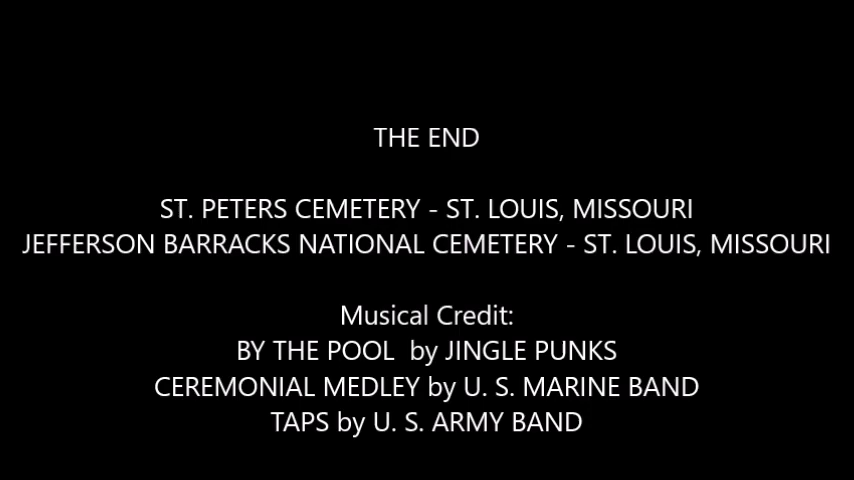 THE END
ST. PETERS CEMETERY - ST. LOUIS, MISSOURI
JEFFERSON BARRACKS NATIONAL CEMETERY - ST. LOUIS, MISSOURI
Musical Credit:
BY THE POOL  by JINGLE PUNKS
CEREMONIAL MEDLEY by U. S. MARINE BAND
TAPS by U. S. ARMY BAND